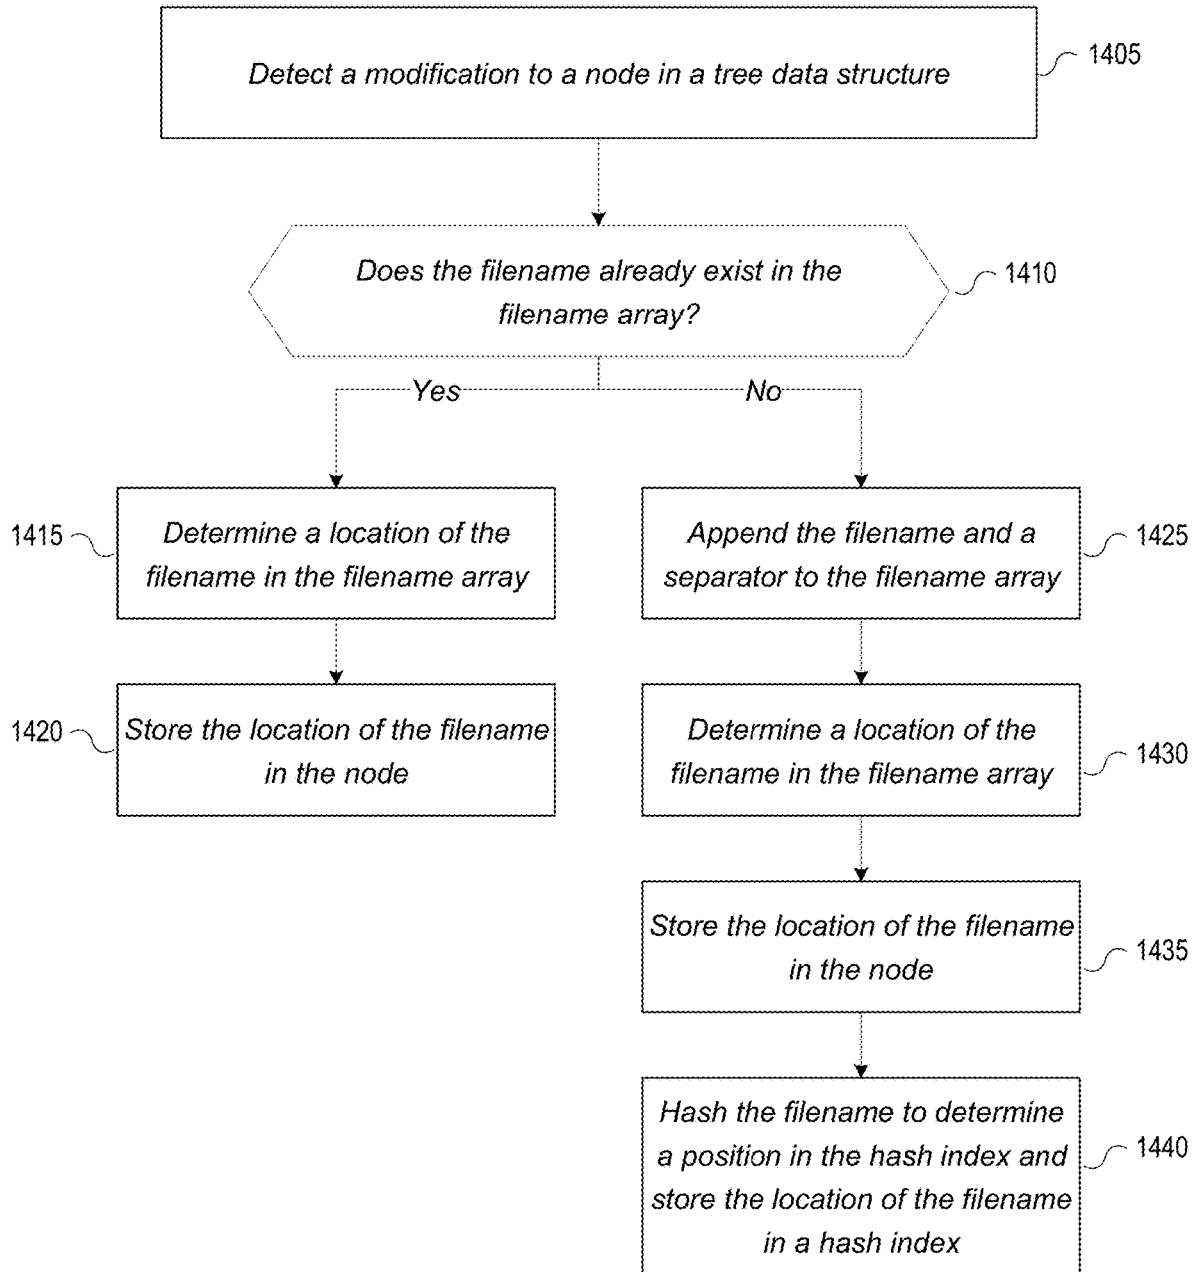 Detect a modification to a node in a tree data structure
1405
Does the filename already exist in the
filename array?
1410
Yes
No
1415
Determine a location of the
filename in the filename array
Append the filename and a
separator to the filename array
1425
1420
Store the location of the filename
in the node
Determine a location of the
filename in the filename array
1430
Store the location of the filename
in the node
1435
Hash the filename to determine
a position in the hash index and
store the location of the filename
in a hash index
1440